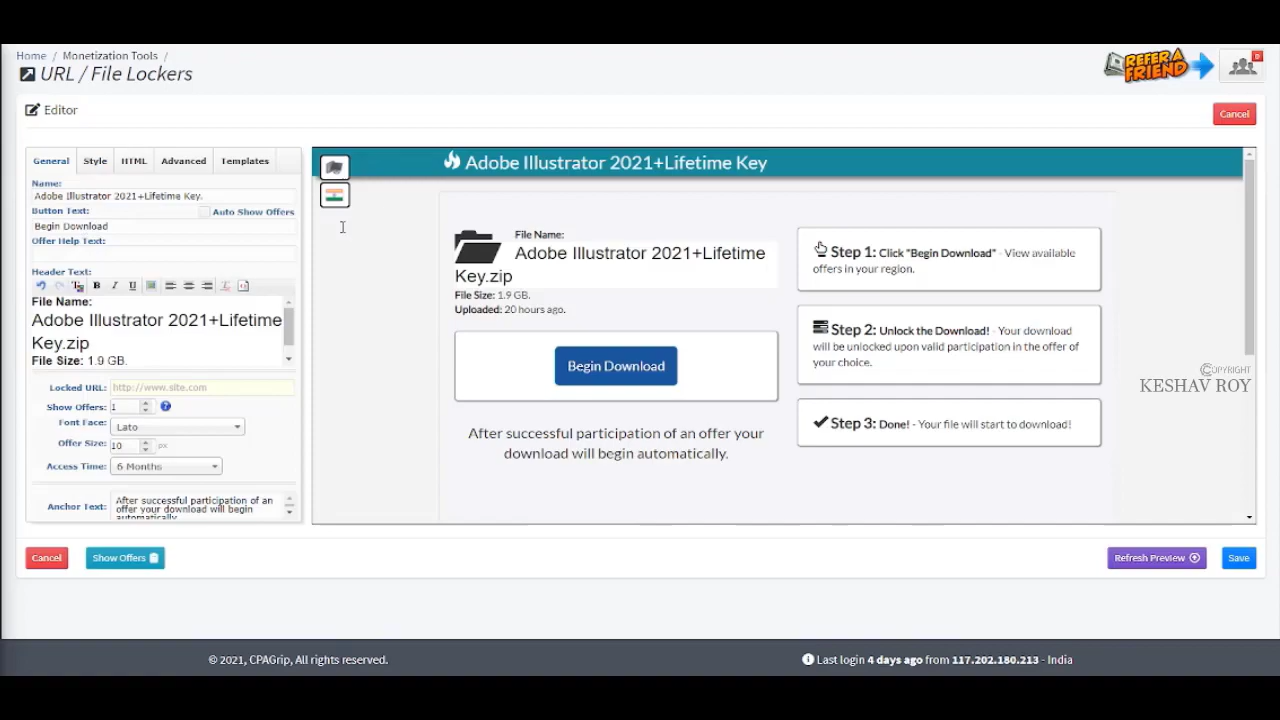 Home / Monetization Tools /
URL / File Lockers
REFER A
FRIEND
0
Editor
Cancel
General
Style
HTML
Advanced
Templates
Name:
Adobe Illustrator 2021+Lifetime Key.
Button Text:
Auto Show Offers
Begin Download
Offer Help Text:
Header Text:
B I U
File Name:
Adobe Illustrator 2021+Lifetime
Key.zip
File Size: 1.9 GB.
Locked URL: http://www.site.com
Show Offers: 1
Font Face: Lato
Offer Size: 10 px
Access Time: 6 Months
Anchor Text: After successful participation of an
offer your download will begin
automatically
Adobe Illustrator 2021+Lifetime Key
File Name:
Adobe Illustrator 2021+Lifetime
Key.zip
File Size: 1.9 GB.
Uploaded: 20 hours ago.
Begin Download
After successful participation of an offer your
download will begin automatically.
Step 1: Click "Begin Download" - View available
offers in your region.
Step 2: Unlock the Download! - Your download
will be unlocked upon valid participation in the offer of
your choice.
Step 3: Done! - Your file will start to download!
©COPYRIGHT
KESHAV ROY
Cancel
Show Offers
Refresh Preview
Save
© 2021, CPAGrip, All rights reserved.
Last login 4 days ago from 117.202.180.213 - India